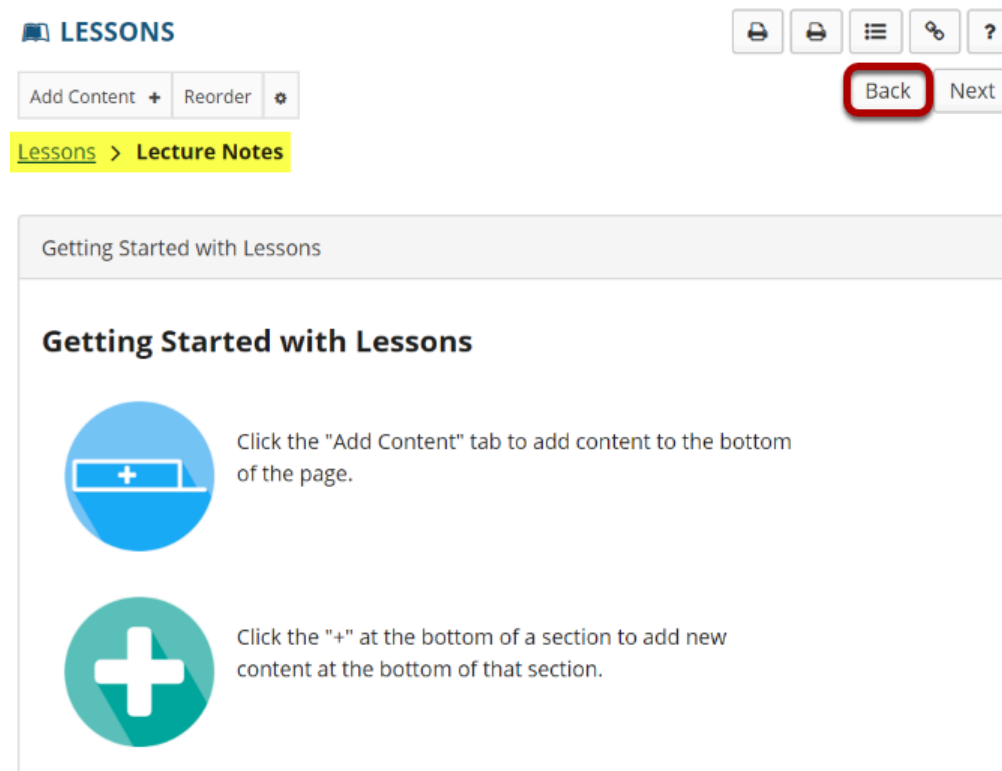 LESSONS
?
Add Content + Reorder
Back Next
Lessons > Lecture Notes
Getting Started with Lessons
Getting Started with Lessons
Click the "Add Content" tab to add content to the bottom
of the page.
Click the "+" at the bottom of a section to add new
content at the bottom of that section.